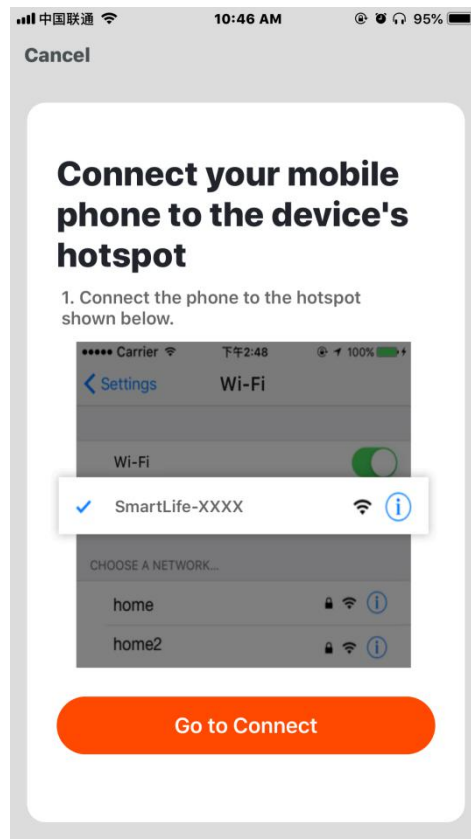 中国联通 10:46 AM 95%
Cancel
Connect your mobile
phone to the device's
hotspot
1. Connect the phone to the hotspot
shown below.
Carrier 下午2:48 100%
Settings Wi-Fi
Wi-Fi
SmartLife-XXXX
CHOOSE A NETWORK...
home
home2
Go to Connect